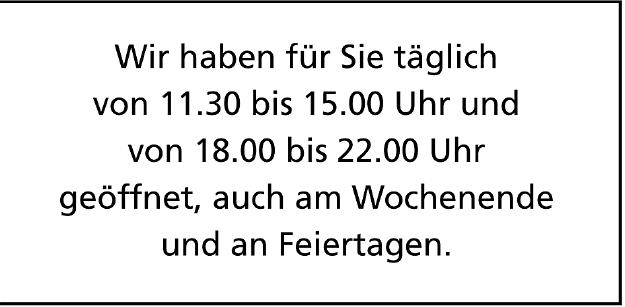 Wir haben für Sie täglich
von 11.30 bis 15.00 Uhr und
von 18.00 bis 22.00 Uhr
geöffnet, auch am Wochenende
und an Feiertagen.